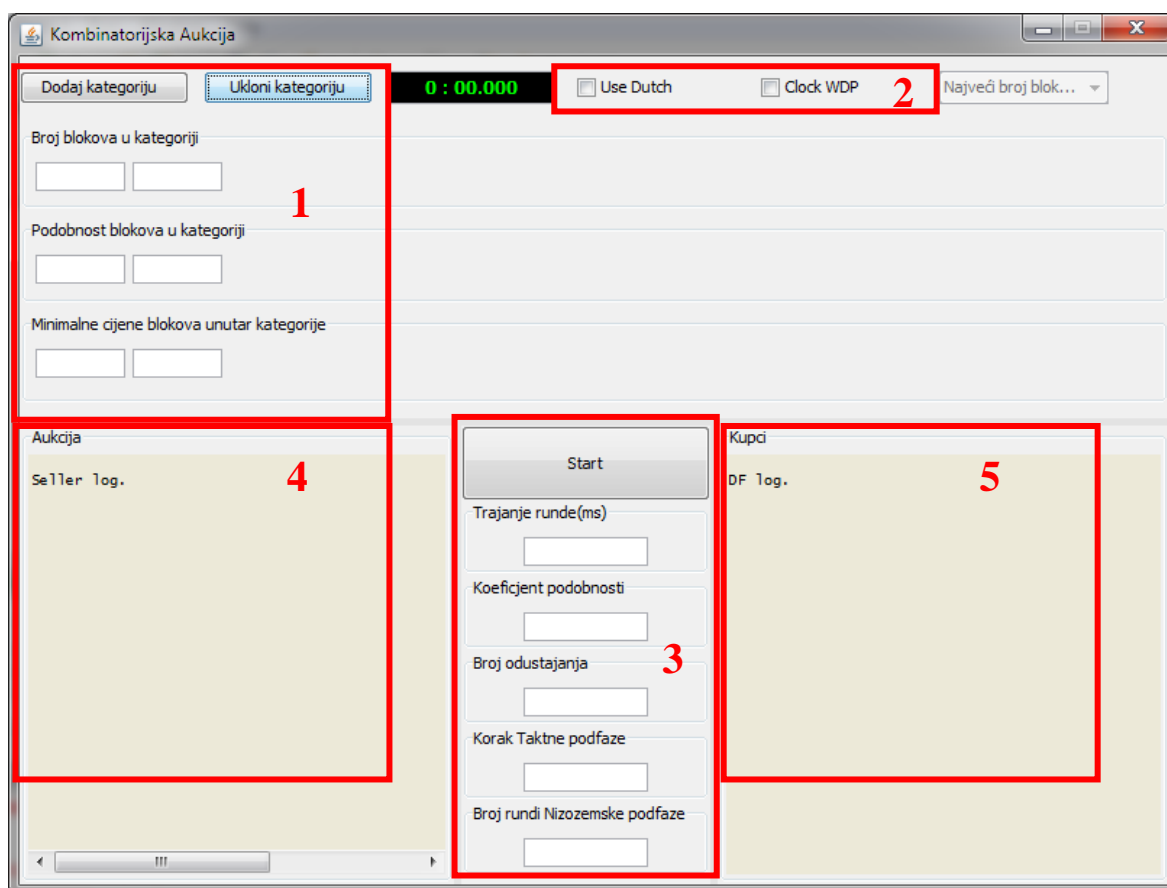 Kombinatorijska Aukcija
Dodaj kategoriju Ukloni kategoriju 0 : 00.000 Use Dutch Clock WDP 2 Najveći broj blok...
Broj blokova u kategoriji
1
Podobnost blokova u kategoriji
Minimalne cijene blokova unutar kategorije
Aukcija
Seller log.
4
Start
Trajanje runde(ms)
Koeficjent podobnosti
Broj odustajanja
3
Korak Taktne podfaze
Broj rundi Nizozemske podfaze
Kupci
DF log.
5